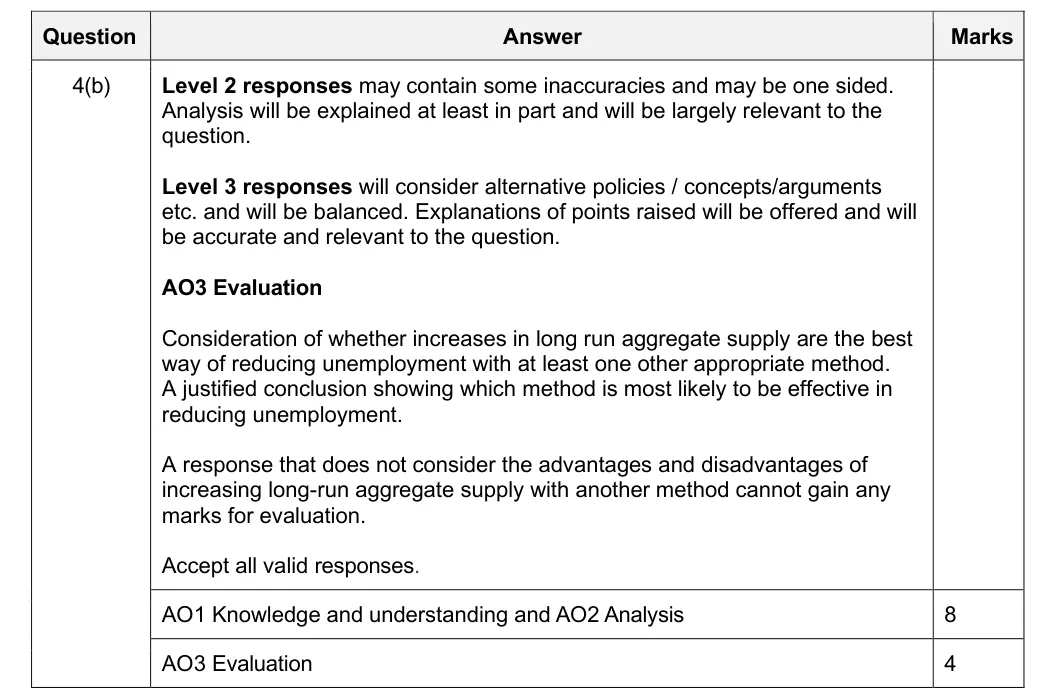 Question Answer Marks
4(b)
Level 2 responses may contain some inaccuracies and may be one sided.
Analysis will be explained at least in part and will be largely relevant to the
question.
Level 3 responses will consider alternative policies / concepts/arguments
etc. and will be balanced. Explanations of points raised will be offered and will
be accurate and relevant to the question.
AO3 Evaluation
Consideration of whether increases in long run aggregate supply are the best
way of reducing unemployment with at least one other appropriate method.
A justified conclusion showing which method is most likely to be effective in
reducing unemployment.
A response that does not consider the advantages and disadvantages of
increasing long-run aggregate supply with another method cannot gain any
marks for evaluation.
Accept all valid responses.
AO1 Knowledge and understanding and AO2 Analysis 8
AO3 Evaluation 4